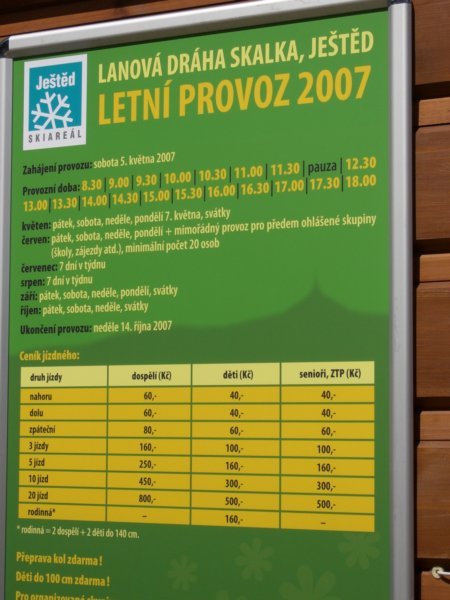 Ještěd
SKIAREÁL
LANOVÁ DRÁHA SKALKA, JEŠTĚD
LETNÍ PROVOZ 2007
Zahájení provozu: sobota 5. května 2007
Provozní doba: 8.30 | 9.00 | 9.30 | 10.00 | 10.30 | 11.00 | 11.30 | pauza | 12.30
13.00 | 13.30 | 14.00 | 14.30 | 15.00 | 15.30 | 16.00 | 16.30 | 17.00 | 17.30 | 18.00
květen: pátek, sobota, neděle, pondělí 7. května, svátky
červen: pátek, sobota, neděle, pondělí + mimořádný provoz pro předem ohlášené skupiny
(školy, zájezdy atd.), minimální počet 20 osob
červenec: 7 dní v týdnu
srpen: 7 dní v týdnu
září: pátek, sobota, neděle, pondělí, svátky
říjen: pátek, sobota, neděle, svátky
Ukončení provozu: neděle 14. října 2007
Ceník jízdného:
druh jízdy dospělí (Kč) děti (Kč) senioři, ZTP (Kč)
nahoru 60,- 40,- 40,-
dolu 60,- 40,- 40,-
zpáteční 80,- 60,- 60,-
3 jízdy 160,- 100,- 100,-
5 jízd 250,- 160,- 160,-
10 jízd 450,- 300,- 300,-
20 jízd 800,- 500,- 500,-
rodinná* – 160,- –
* rodinná = 2 dospělí + 2 děti do 140 cm.
Přeprava kol zdarma !
Děti do 100 cm zdarma !
Pro organizované